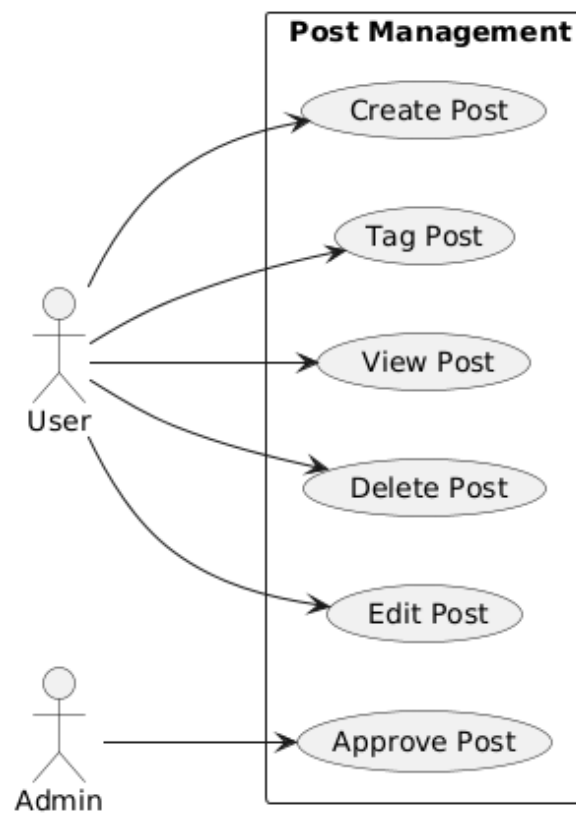 Post Management
Create Post
Tag Post
View Post
User
Delete Post
Edit Post
Approve Post
Admin